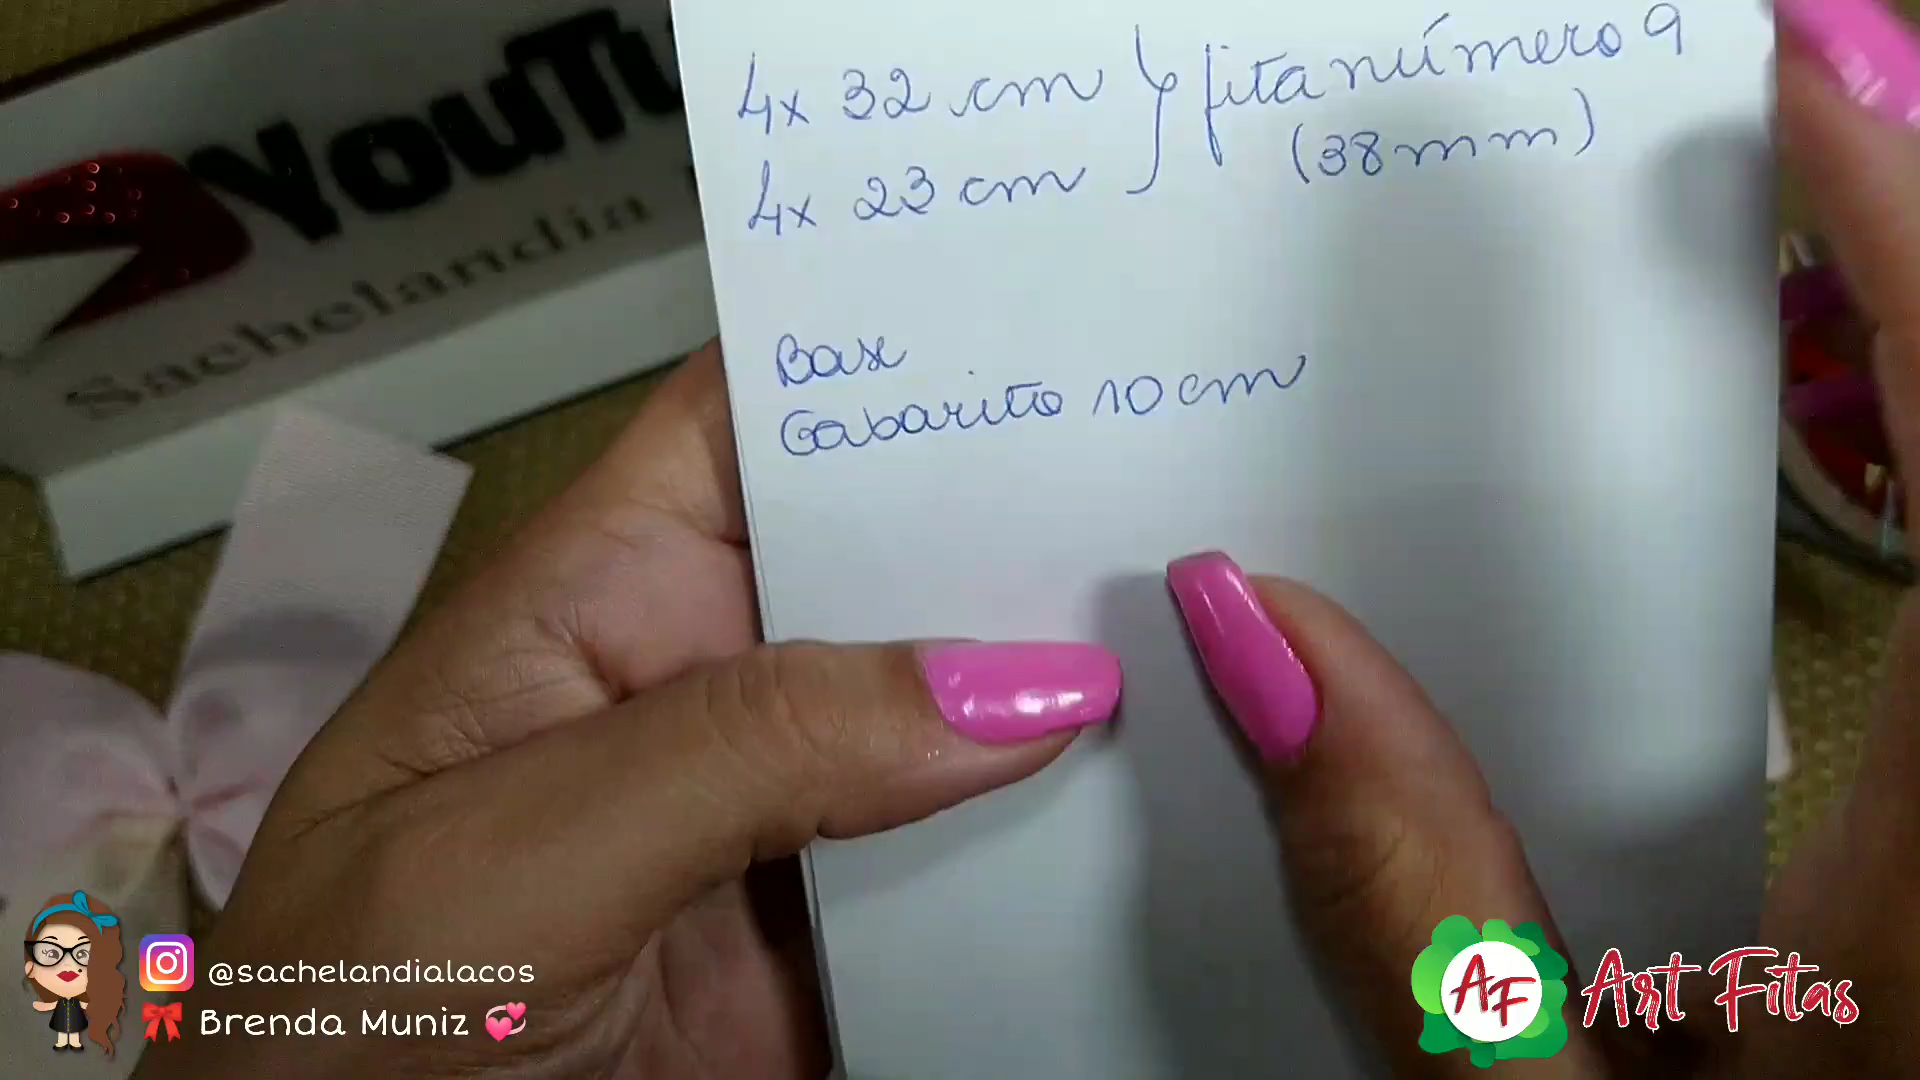 4x 32 cm } fita número 9
4x 23 cm (38mm)
Base
Gabarito 10 cm
YouTu
Sachelandia
@sachelandialacos
Brenda Muniz
AF Art Fitas